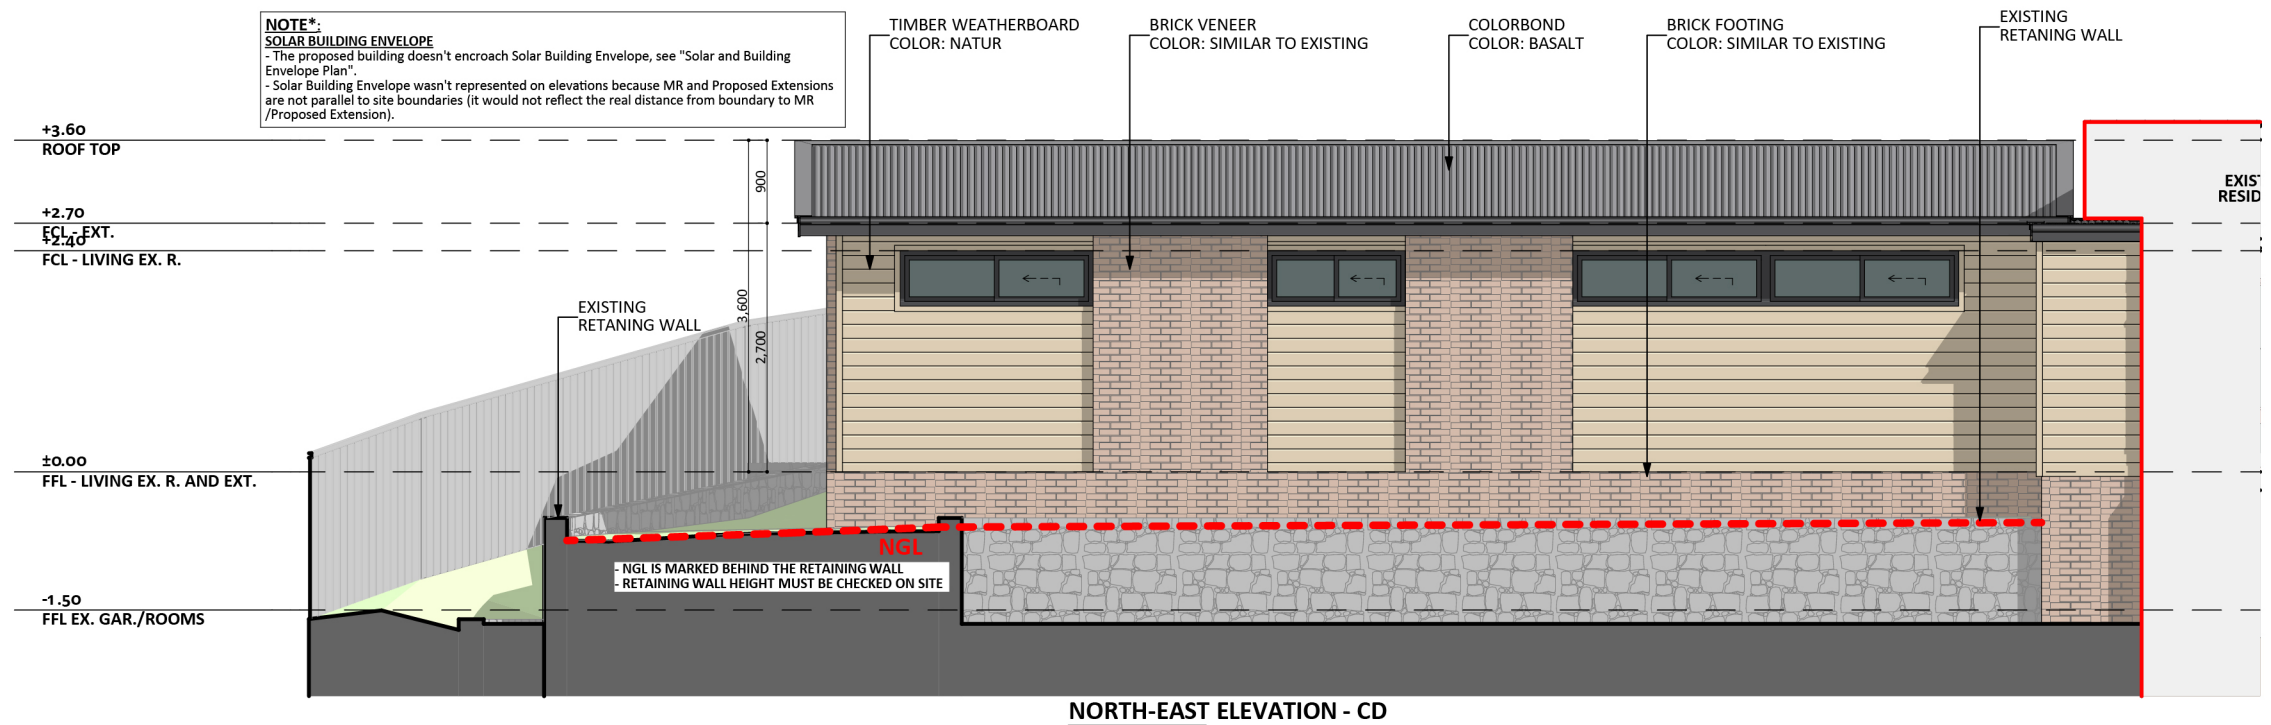 NOTE*:
SOLAR BUILDING ENVELOPE
- The proposed building doesn't encroach Solar Building Envelope, see "Solar and Building
Envelope Plan".
- Solar Building Envelope wasn't represented on elevations because MR and Proposed Extensions
are not parallel to site boundaries (it would not reflect the real distance from boundary to MR
/Proposed Extension).
TIMBER WEATHERBOARD
COLOR: NATUR
BRICK VENEER
COLOR: SIMILAR TO EXISTING
COLORBOND
COLOR: BASALT
BRICK FOOTING
COLOR: SIMILAR TO EXISTING
EXISTING
RETANING WALL
+3.60
ROOF TOP
900
EXIST
RESID
+2.70
FCL - EXT.
+2.40
FCL - LIVING EX. R.
EXISTING
RETANING WALL
3,600
2,700
±0.00
FFL - LIVING EX. R. AND EXT.
NGL
- NGL IS MARKED BEHIND THE RETAINING WALL
- RETAINING WALL HEIGHT MUST BE CHECKED ON SITE
-1.50
FFL EX. GAR./ROOMS
NORTH-EAST ELEVATION - CD